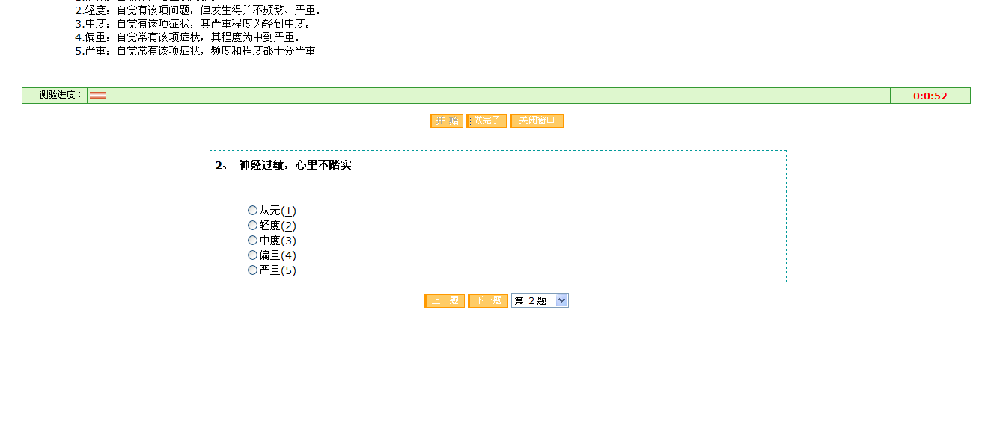 2.轻度：自觉有该项问题，但发生得并不频繁、严重。
3.中度：自觉有该项症状，其严重程度为轻到中度。
4.偏重：自觉常有该项症状，其程度为中到严重。
5.严重：自觉常有该项症状，频度和程度都十分严重
测验进度：
0:0:52
开 始
做完了
关闭窗口
2、 神经过敏，心里不踏实
从无(1)
轻度(2)
中度(3)
偏重(4)
严重(5)
上一题
下一题
第 2 题